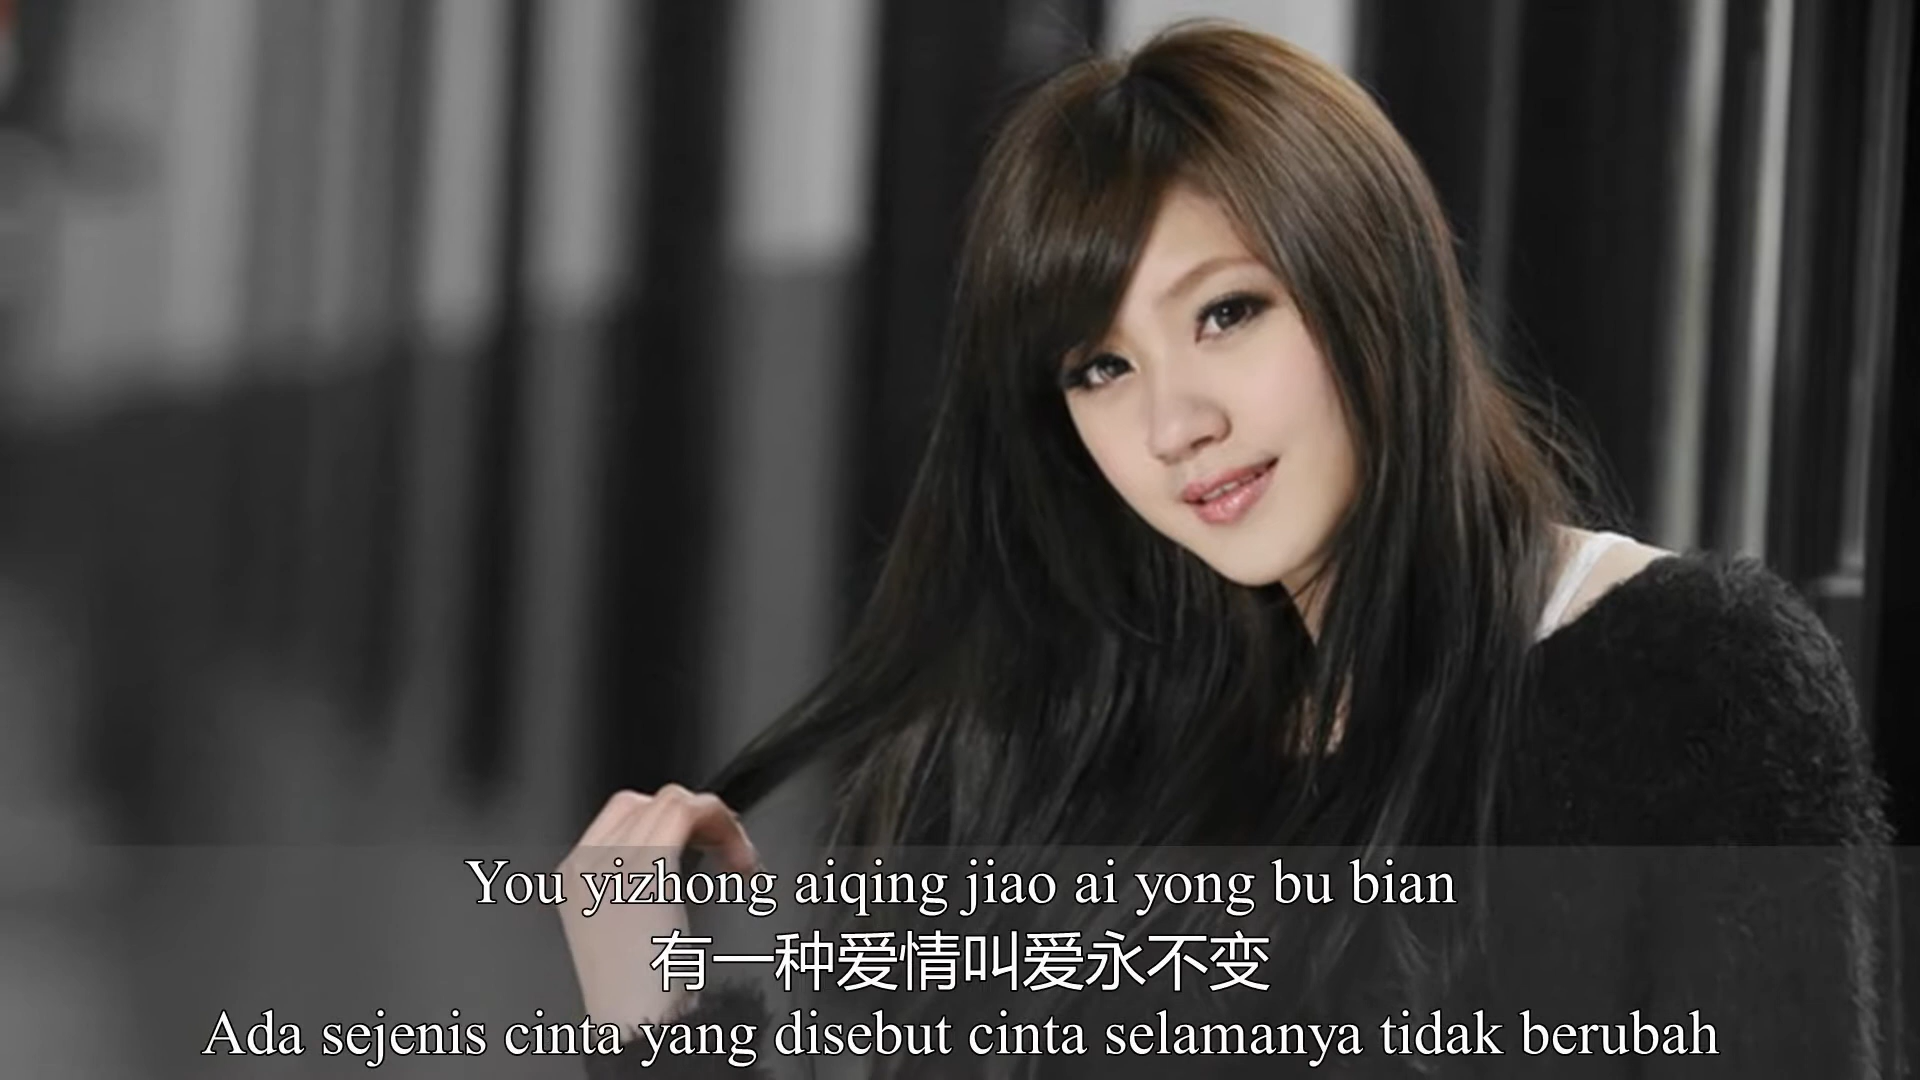 You yizhong aiqing jiao ai yong bu bian
有一种爱情叫爱永不变
Ada sejenis cinta yang disebut cinta selamanya tidak berubah